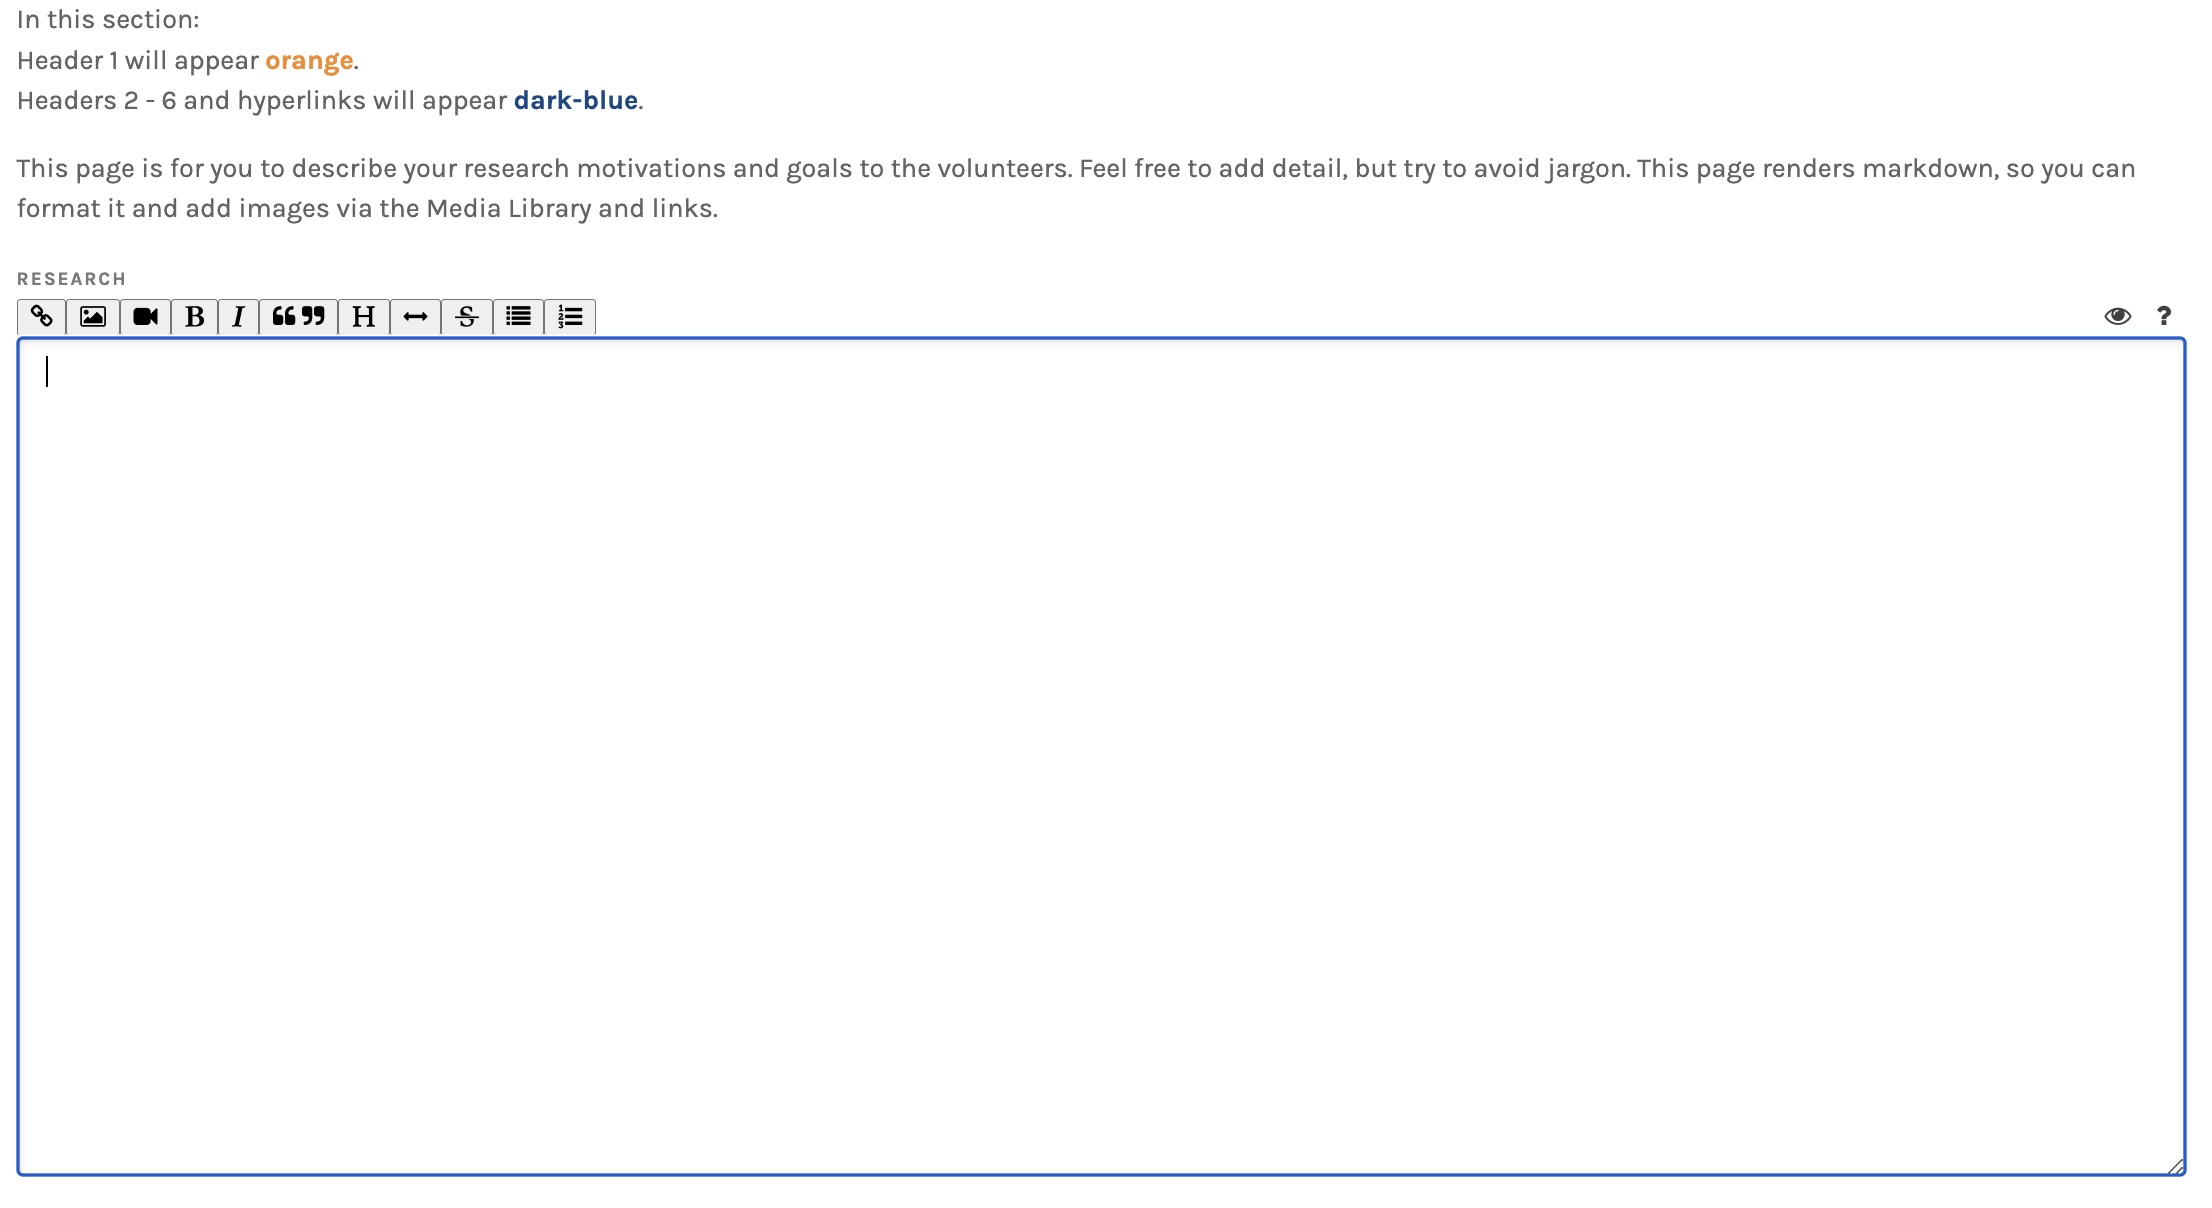 In this section:
Header 1 will appear orange.
Headers 2 - 6 and hyperlinks will appear dark-blue.
This page is for you to describe your research motivations and goals to the volunteers. Feel free to add detail, but try to avoid jargon. This page renders markdown, so you can
format it and add images via the Media Library and links.
RESEARCH
B I ❝❞ H S ?